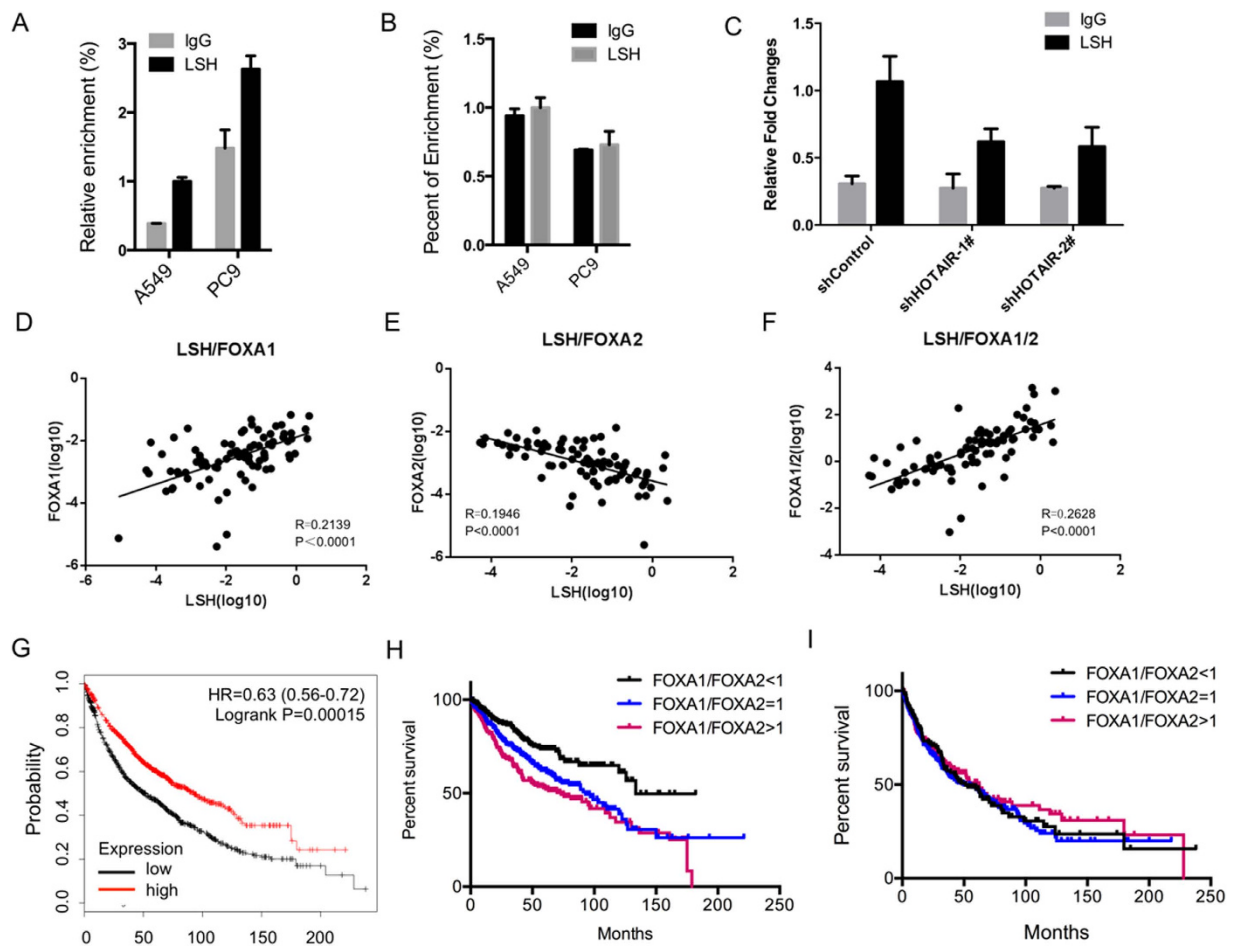 A
Relative enrichment (%)
3
2
1
0
IgG
LSH
A549
PC9
B
Pecent of Enrichment (%)
1.5
1.0
0.5
0.0
IgG
LSH
A549
PC9
C
Relative Fold Changes
1.5
1.0
0.5
0.0
IgG
LSH
shControl
shHOTAIR-1#
shHOTAIR-2#
D
LSH/FOXA1
FOXA1(log10)
0
-2
-4
-6
R=0.2139
P<0.0001
-6 -4 -2 0 2
LSH(log10)
E
LSH/FOXA2
FOXA2(log10)
0
-2
-4
-6
R=0.1946
P<0.0001
-4 -2 0 2
LSH(log10)
F
LSH/FOXA1/2
FOXA1/2(log10)
4
2
0
-2
-4
R=0.2628
P<0.0001
-4 -2 0 2
LSH(log10)
G
Probability
1.0
0.8
0.6
0.4
0.2
0.0
HR=0.63 (0.56-0.72)
Logrank P=0.00015
Expression
low
high
0 50 100 150 200
H
Percent survival
100
50
0
FOXA1/FOXA2<1
FOXA1/FOXA2=1
FOXA1/FOXA2>1
0 50 100 150 200 250
Months
I
Percent survival
100
50
0
FOXA1/FOXA2<1
FOXA1/FOXA2=1
FOXA1/FOXA2>1
0 50 100 150 200 250
Months